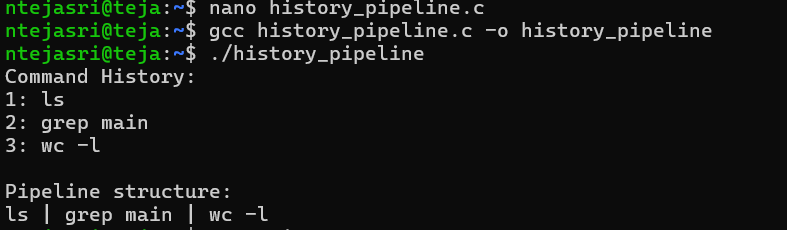 ntejasri@teja:~$ nano history_pipeline.c
ntejasri@teja:~$ gcc history_pipeline.c -o history_pipeline
ntejasri@teja:~$ ./history_pipeline
Command History:
1: ls
2: grep main
3: wc -l

Pipeline structure:
ls | grep main | wc -l